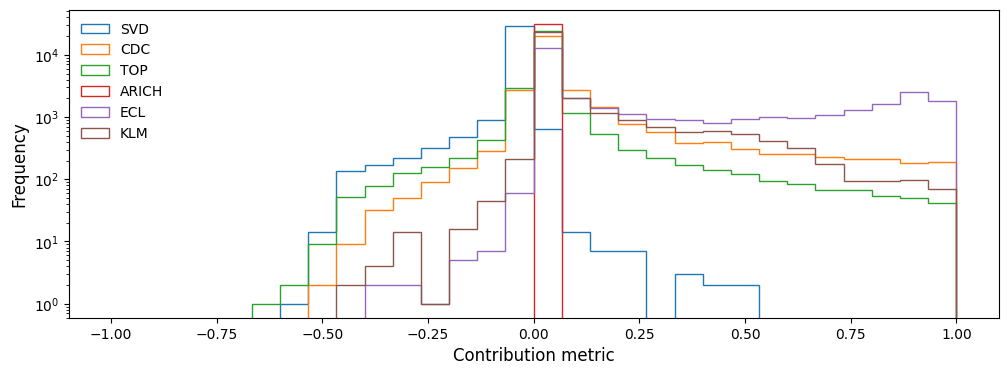 SVD
CDC
TOP
ARICH
ECL
KLM
Frequency
10⁴
10³
10²
10¹
10⁰
−1.00 −0.75 −0.50 −0.25 0.00 0.25 0.50 0.75 1.00
Contribution metric